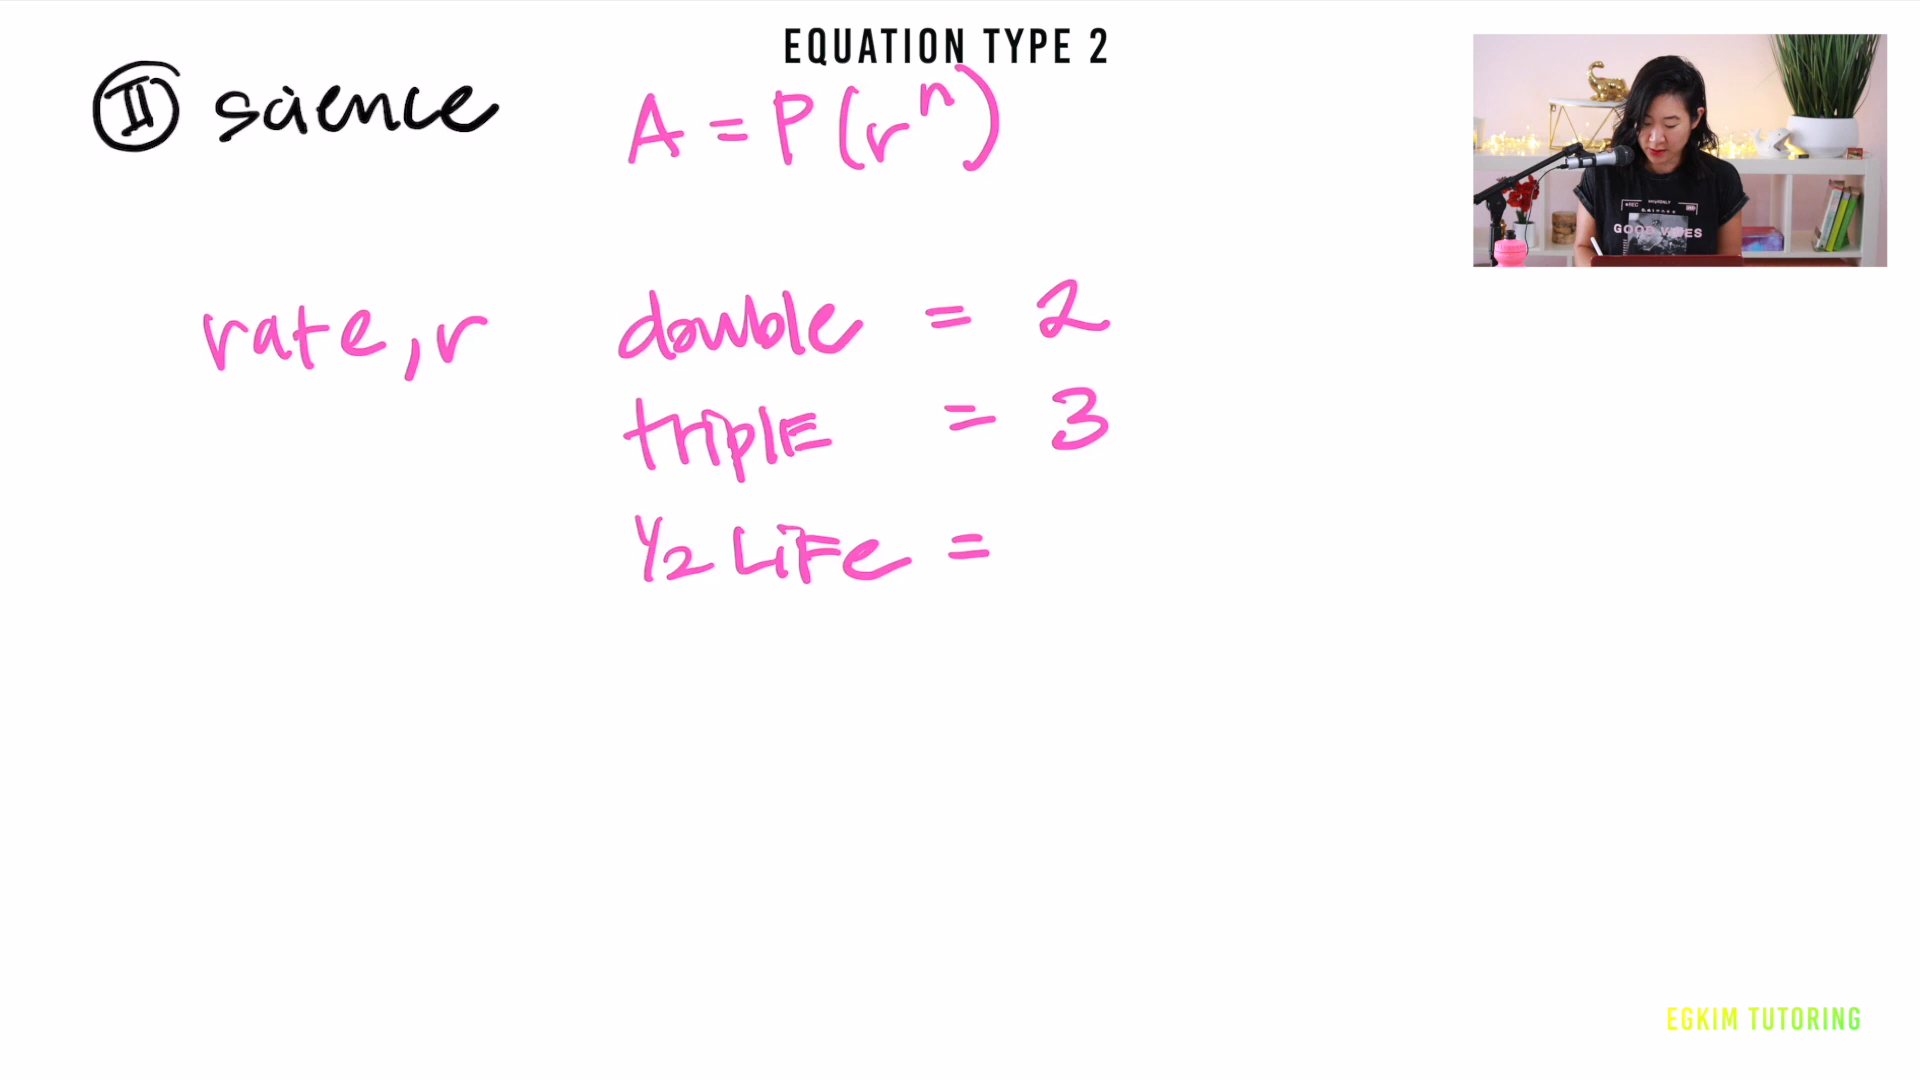 EQUATION TYPE 2
II science
A = P(r^n)
rate, r
double = 2
triple = 3
1/2 Life =
GOOD VIBES
EGKIM TUTORING